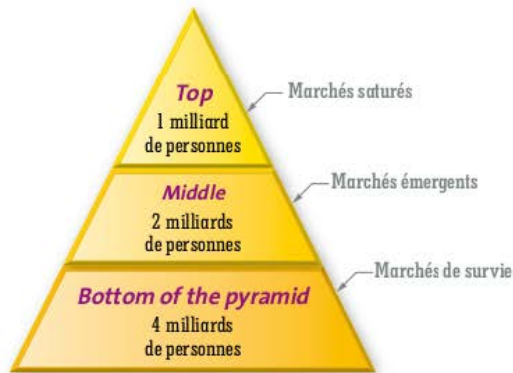 Top
1 milliard
de personnes
Marchés saturés
Middle
2 milliards
de personnes
Marchés émergents
Bottom of the pyramid
4 milliards
de personnes
Marchés de survie